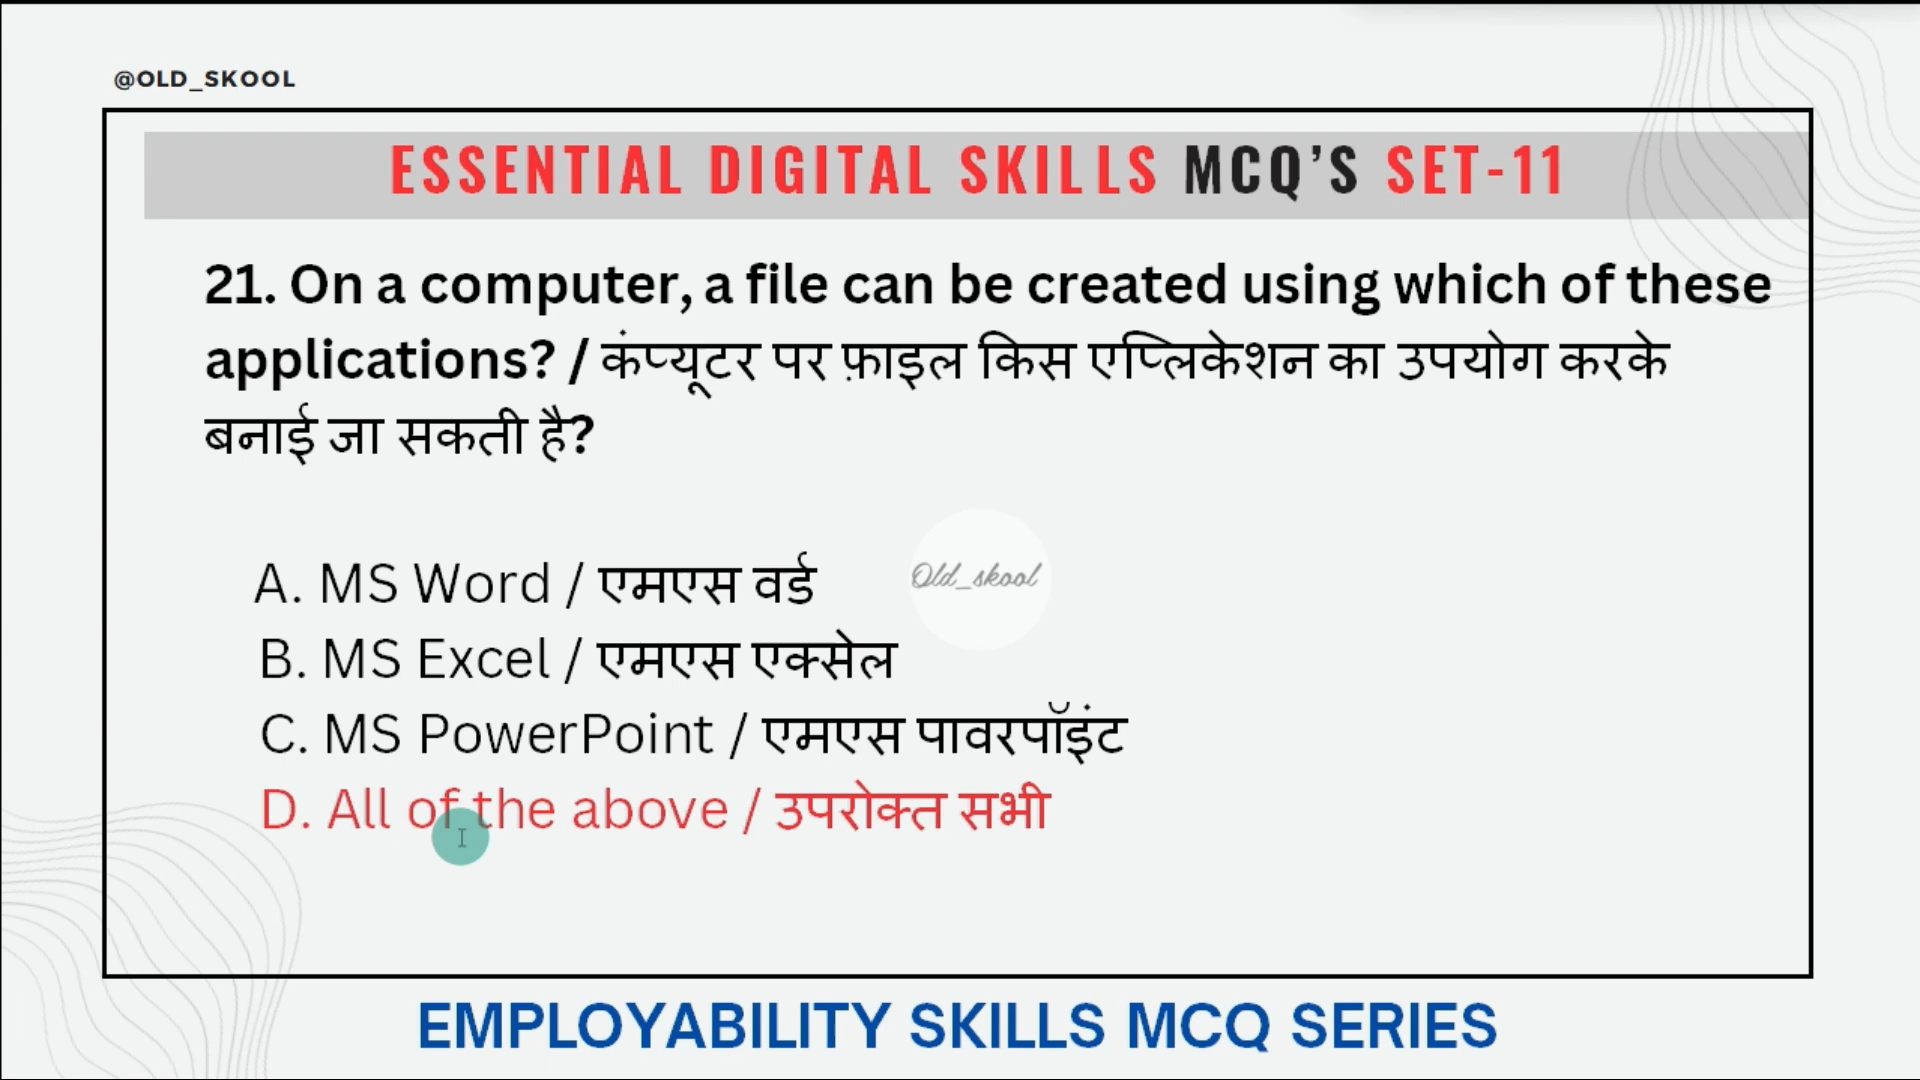 @OLD_SKOOL
ESSENTIAL DIGITAL SKILLS MCQ'S SET-11
21. On a computer, a file can be created using which of these
applications? / कंप्यूटर पर फ़ाइल किस एप्लिकेशन का उपयोग करके
बनाई जा सकती है?
A. MS Word / एमएस वर्ड
Old_skool
B. MS Excel / एमएस एक्सेल
C. MS PowerPoint / एमएस पावरपॉइंट
D. All of the above / उपरोक्त सभी
EMPLOYABILITY SKILLS MCQ SERIES